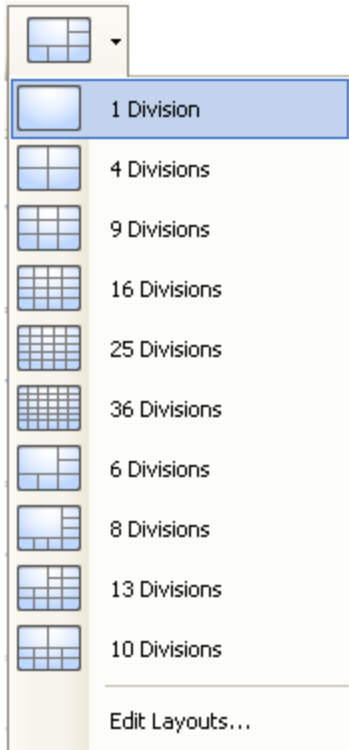 1 Division
4 Divisions
9 Divisions
16 Divisions
25 Divisions
36 Divisions
6 Divisions
8 Divisions
13 Divisions
10 Divisions
Edit Layouts...